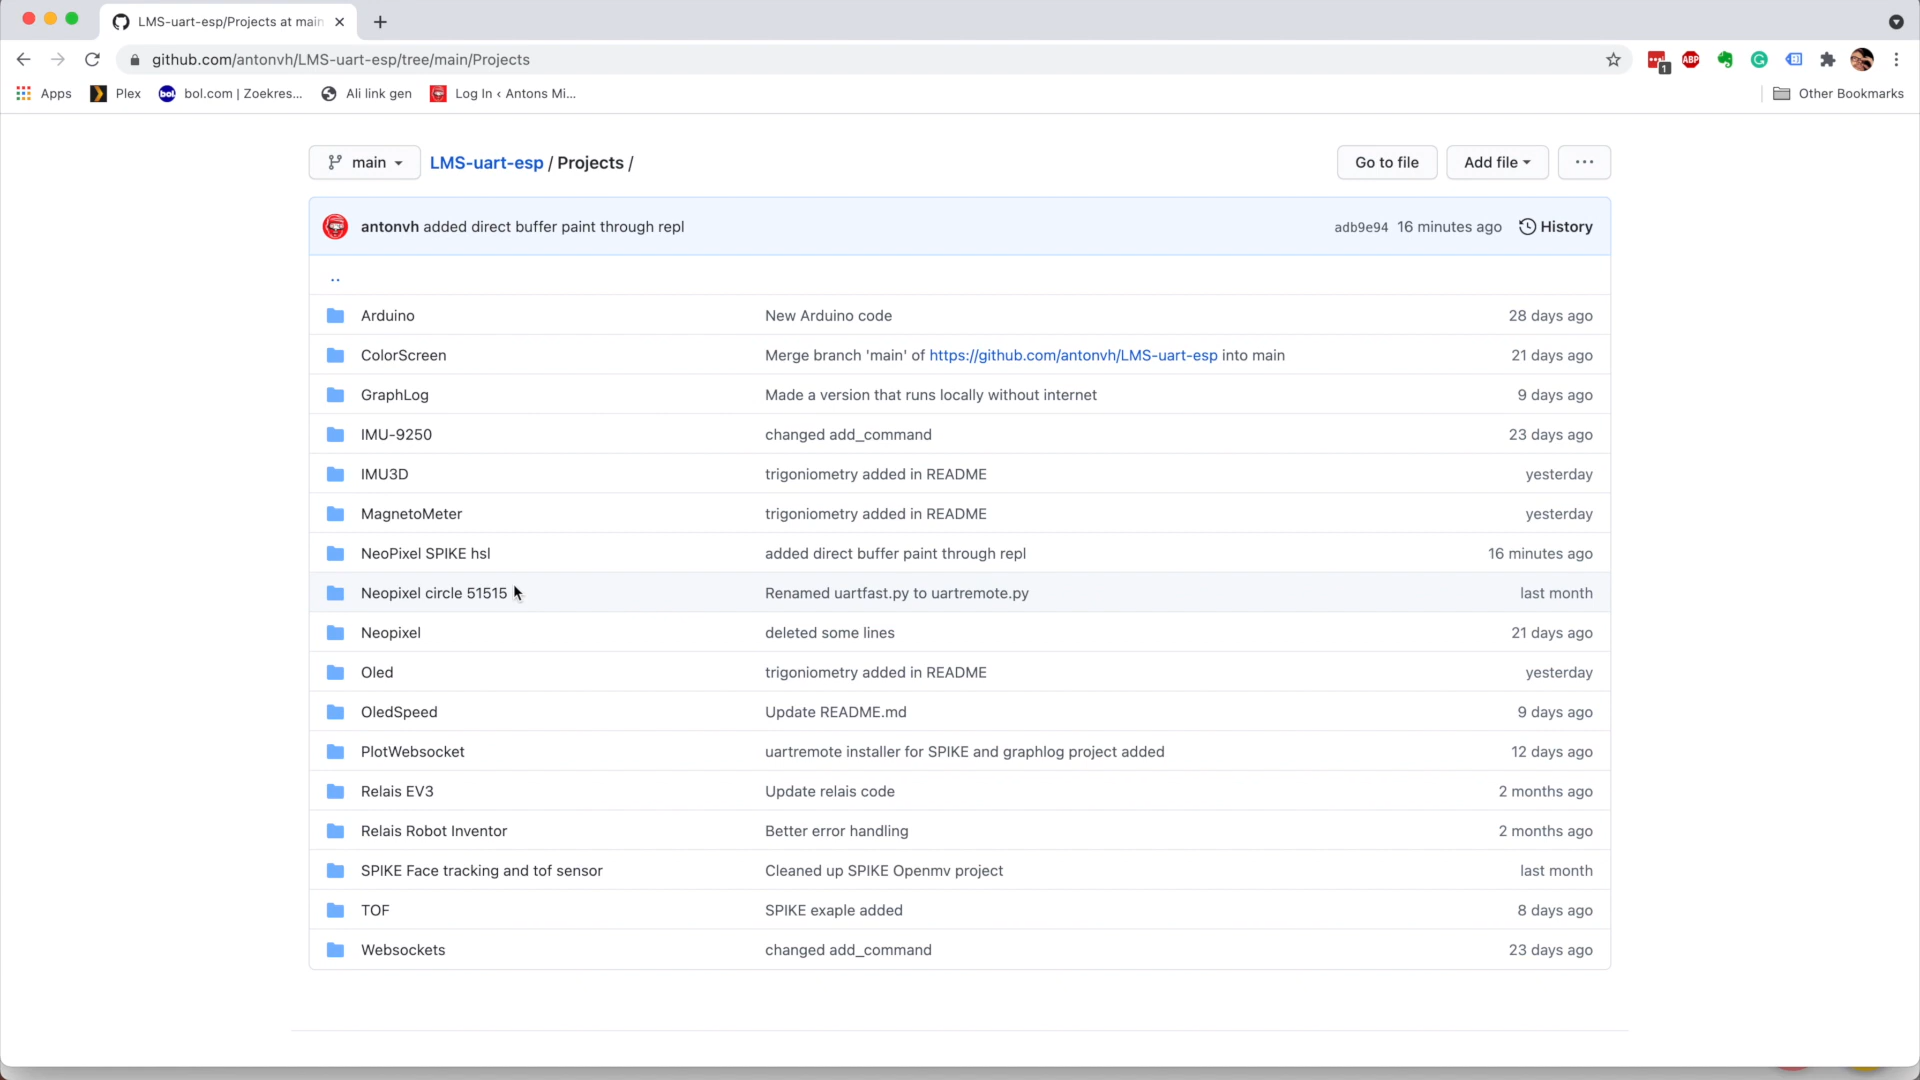 LMS-uart-esp/Projects at main
github.com/antonvh/LMS-uart-esp/tree/main/Projects
ABP
1
Apps
Plex
bol
bol.com | Zoekres...
Ali link gen
Log In ‹ Antons Mi...
Other Bookmarks
main
LMS-uart-esp / Projects /
Go to file
Add file
...
antonvh added direct buffer paint through repl
adb9e94 16 minutes ago
History
..
Arduino New Arduino code 28 days ago
ColorScreen Merge branch 'main' of https://github.com/antonvh/LMS-uart-esp into main 21 days ago
GraphLog Made a version that runs locally without internet 9 days ago
IMU-9250 changed add_command 23 days ago
IMU3D trigoniometry added in README yesterday
MagnetoMeter trigoniometry added in README yesterday
NeoPixel SPIKE hsl added direct buffer paint through repl 16 minutes ago
Neopixel circle 51515 Renamed uartfast.py to uartremote.py last month
Neopixel deleted some lines 21 days ago
Oled trigoniometry added in README yesterday
OledSpeed Update README.md 9 days ago
PlotWebsocket uartremote installer for SPIKE and graphlog project added 12 days ago
Relais EV3 Update relais code 2 months ago
Relais Robot Inventor Better error handling 2 months ago
SPIKE Face tracking and tof sensor Cleaned up SPIKE Openmv project last month
TOF SPIKE exaple added 8 days ago
Websockets changed add_command 23 days ago